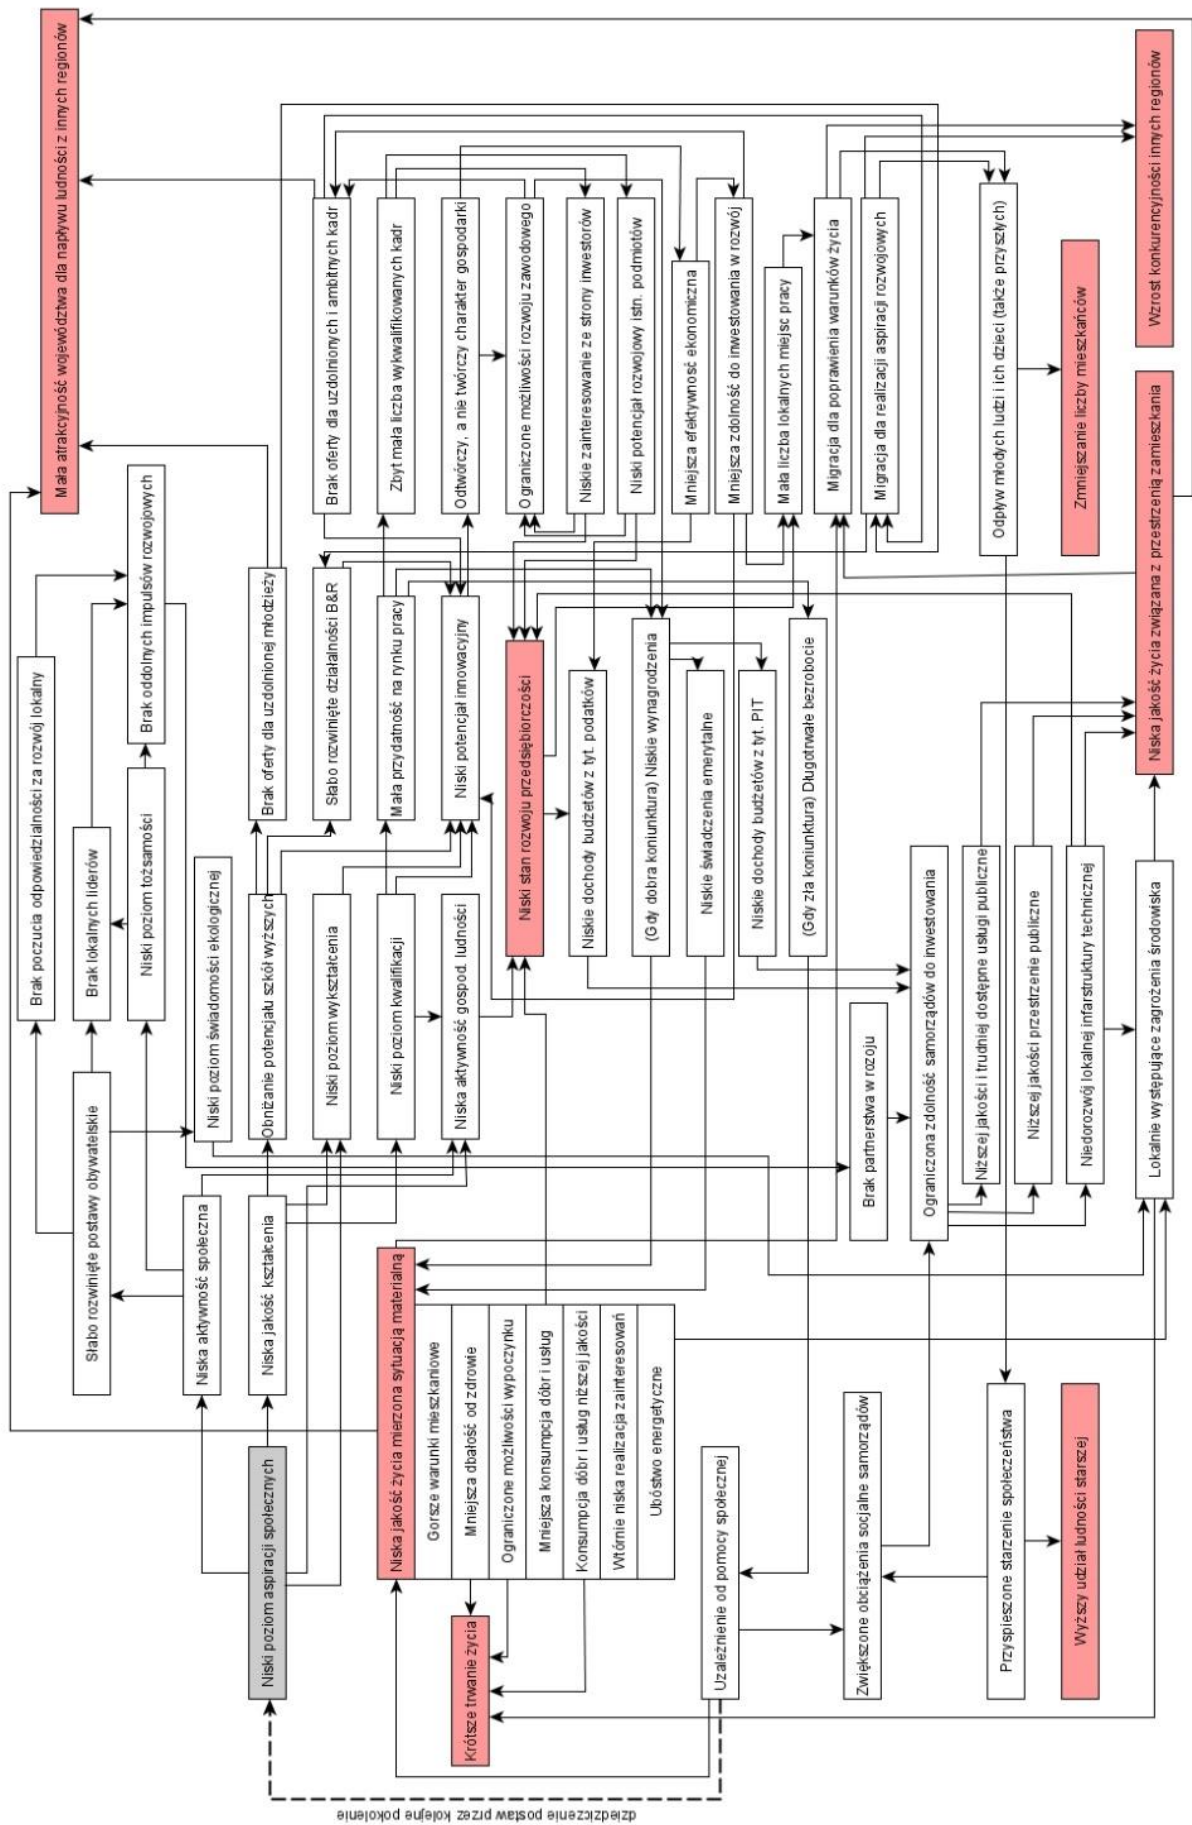 dziedziczenie postaw przez kolejne pokolenie
Niski poziom aspiracji społecznych
Krótsze trwanie życia
Uzależnienie od pomocy społecznej
Zwiększone obciążenia socjalne samorządów
Przyspieszone starzenie społeczeństwa
Wyższy udział ludności starszej
Słabo rozwinięte postawy obywatelskie
Niska aktywność społeczna
Niska jakość kształcenia
Niska jakość życia mierzona sytuacją materialną
Gorsze warunki mieszkaniowe
Mniejsza dbałość od zdrowie
Ograniczone możliwości wypoczynku
Mniejsza konsumpcja dóbr i usług
Konsumpcja dóbr i usług niższej jakości
Wtórnie niska realizacja zainteresowań
Ubóstwo energetyczne
Brak poczucia odpowiedzialności za rozwój lokalny
Brak lokalnych liderów
Niski poziom tożsamości
Niski poziom świadomości ekologicznej
Obniżanie potencjału szkół wyższych
Niski poziom wykształcenia
Niski poziom kwalifikacji
Niska aktywność gospod. ludności
Brak partnerstwa w rozoju
Ograniczona zdolność samorządów do inwestowania
Niższej jakości i trudniej dostępne usługi publiczne
Niższej jakości przestrzenie publiczne
Niedorozwój lokalnej infarstruktury technicznej
Lokalnie występujące zagrożenia środowiska
Brak oddolnych impulsów rozwojowych
Brak oferty dla uzdolnionej młodzieży
Słabo rozwinięte działalności B&R
Mała przydatność na rynku pracy
Niski potencjał innowacyjny
Niski stan rozwoju przedsiębiorczości
Niskie dochody budżetów z tyt. podatków
(Gdy dobra koniunktura) Niskie wynagrodzenia
Niskie świadczenia emerytalne
Niskie dochody budżetów z tyt. PIT
(Gdy zła koniunktura) Długotrwałe bezrobocie
Niska jakość życia związana z przestrzenią zamieszkania
Mała atrakcyjność województwa dla napływu ludności z innych regionów
Brak oferty dla uzdolnionych i ambitnych kadr
Zbyt mała liczba wykwalifikowanych kadr
Odtwórczy, a nie twórczy charakter gospodarki
Ograniczone możliwości rozwoju zawodowego
Niskie zainteresowanie ze strony inwestorów
Niski potencjał rozwojowy istn. podmiotów
Mniejsza efektywność ekonomiczna
Mniejsza zdolność do inwestowania w rozwój
Mała liczba lokalnych miejsc pracy
Migracja dla poprawienia warunków życia
Migracja dla realizacji aspiracji rozwojowych
Odpływ młodych ludzi i ich dzieci (także przyszłych)
Zmniejszanie liczby mieszkańców
Wzrost konkurencyjności innych regionów